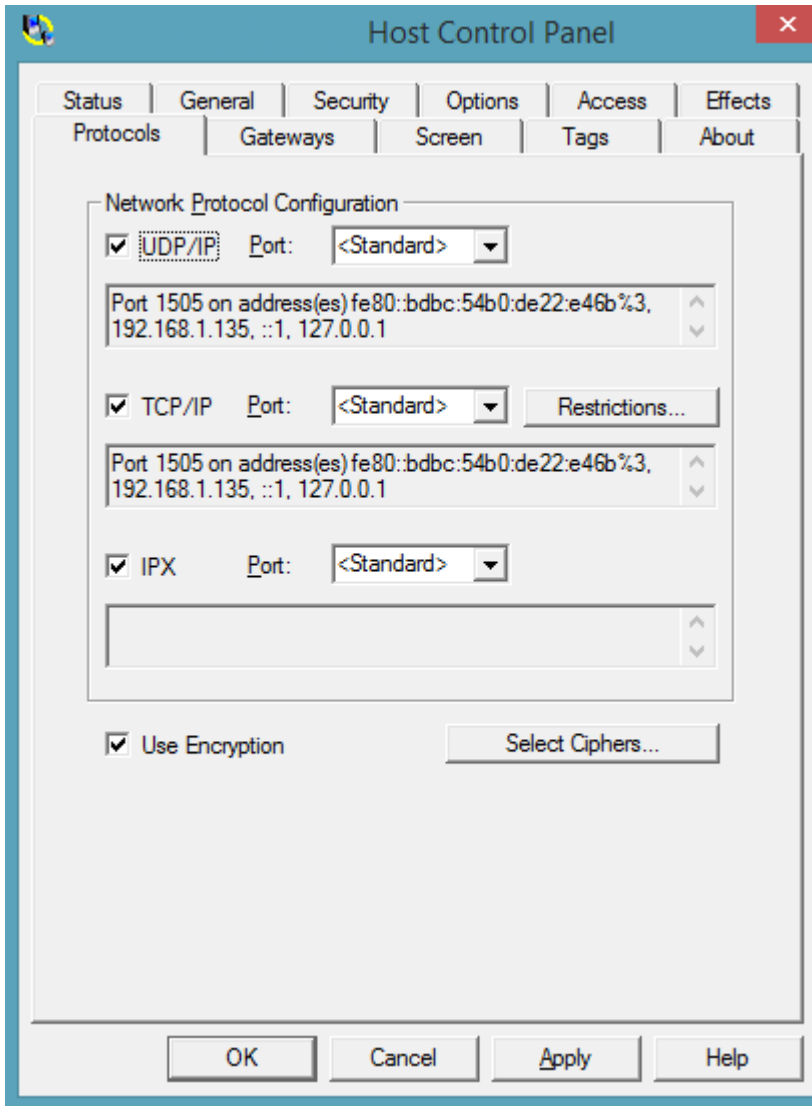 Host Control Panel
Status General Security Options Access Effects
Protocols Gateways Screen Tags About
Network Protocol Configuration
UDP/IP Port: <Standard>
Port 1505 on address(es) fe80::bdbc:54b0:de22:e46b%3,
192.168.1.135, ::1, 127.0.0.1
TCP/IP Port: <Standard> Restrictions...
Port 1505 on address(es) fe80::bdbc:54b0:de22:e46b%3,
192.168.1.135, ::1, 127.0.0.1
IPX Port: <Standard>
Use Encryption Select Ciphers...
OK Cancel Apply Help